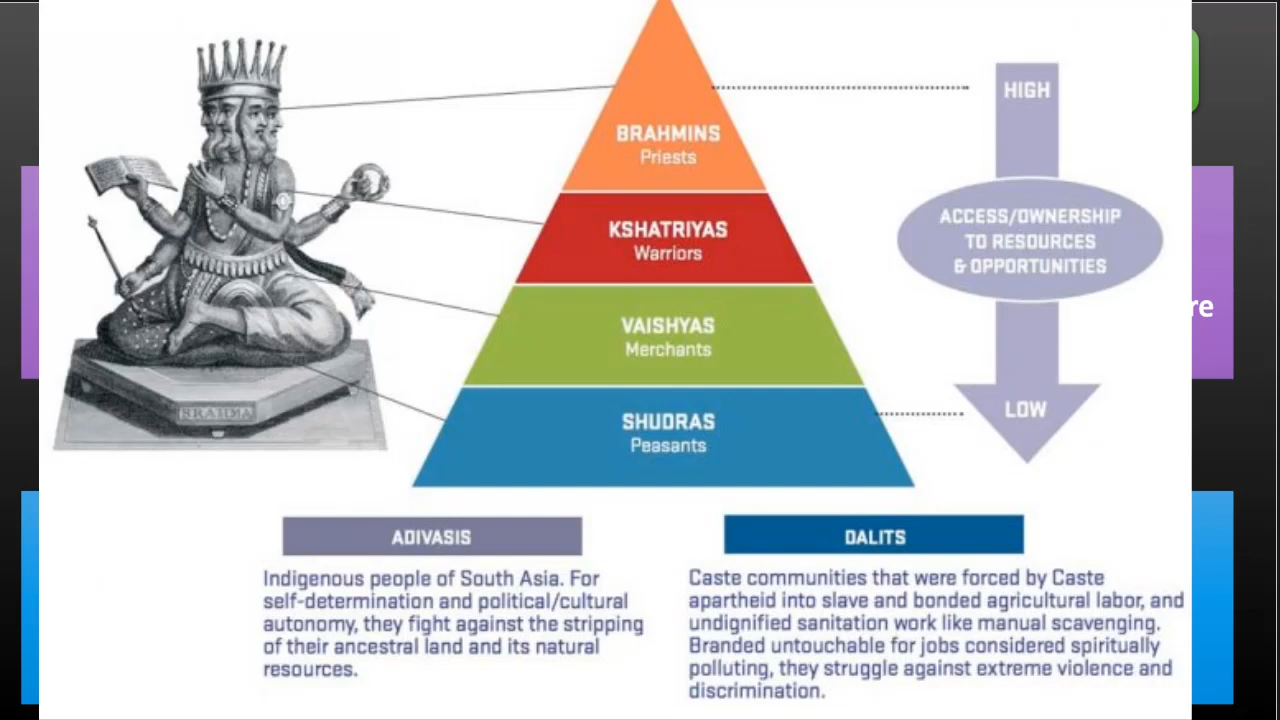 BRAHMINS
Priests
KSHATRIYAS
Warriors
VAISHYAS
Merchants
SHUDRAS
Peasants
HIGH
ACCESS/OWNERSHIP
TO RESOURCES
& OPPORTUNITIES
LOW
re
ADIVASIS
Indigenous people of South Asia. For
self-determination and political/cultural
autonomy, they fight against the stripping
of their ancestral land and its natural
resources.
DALITS
Caste communities that were forced by Caste
apartheid into slave and bonded agricultural labor, and
undignified sanitation work like manual scavenging.
Branded untouchable for jobs considered spiritually
polluting, they struggle against extreme violence and
discrimination.